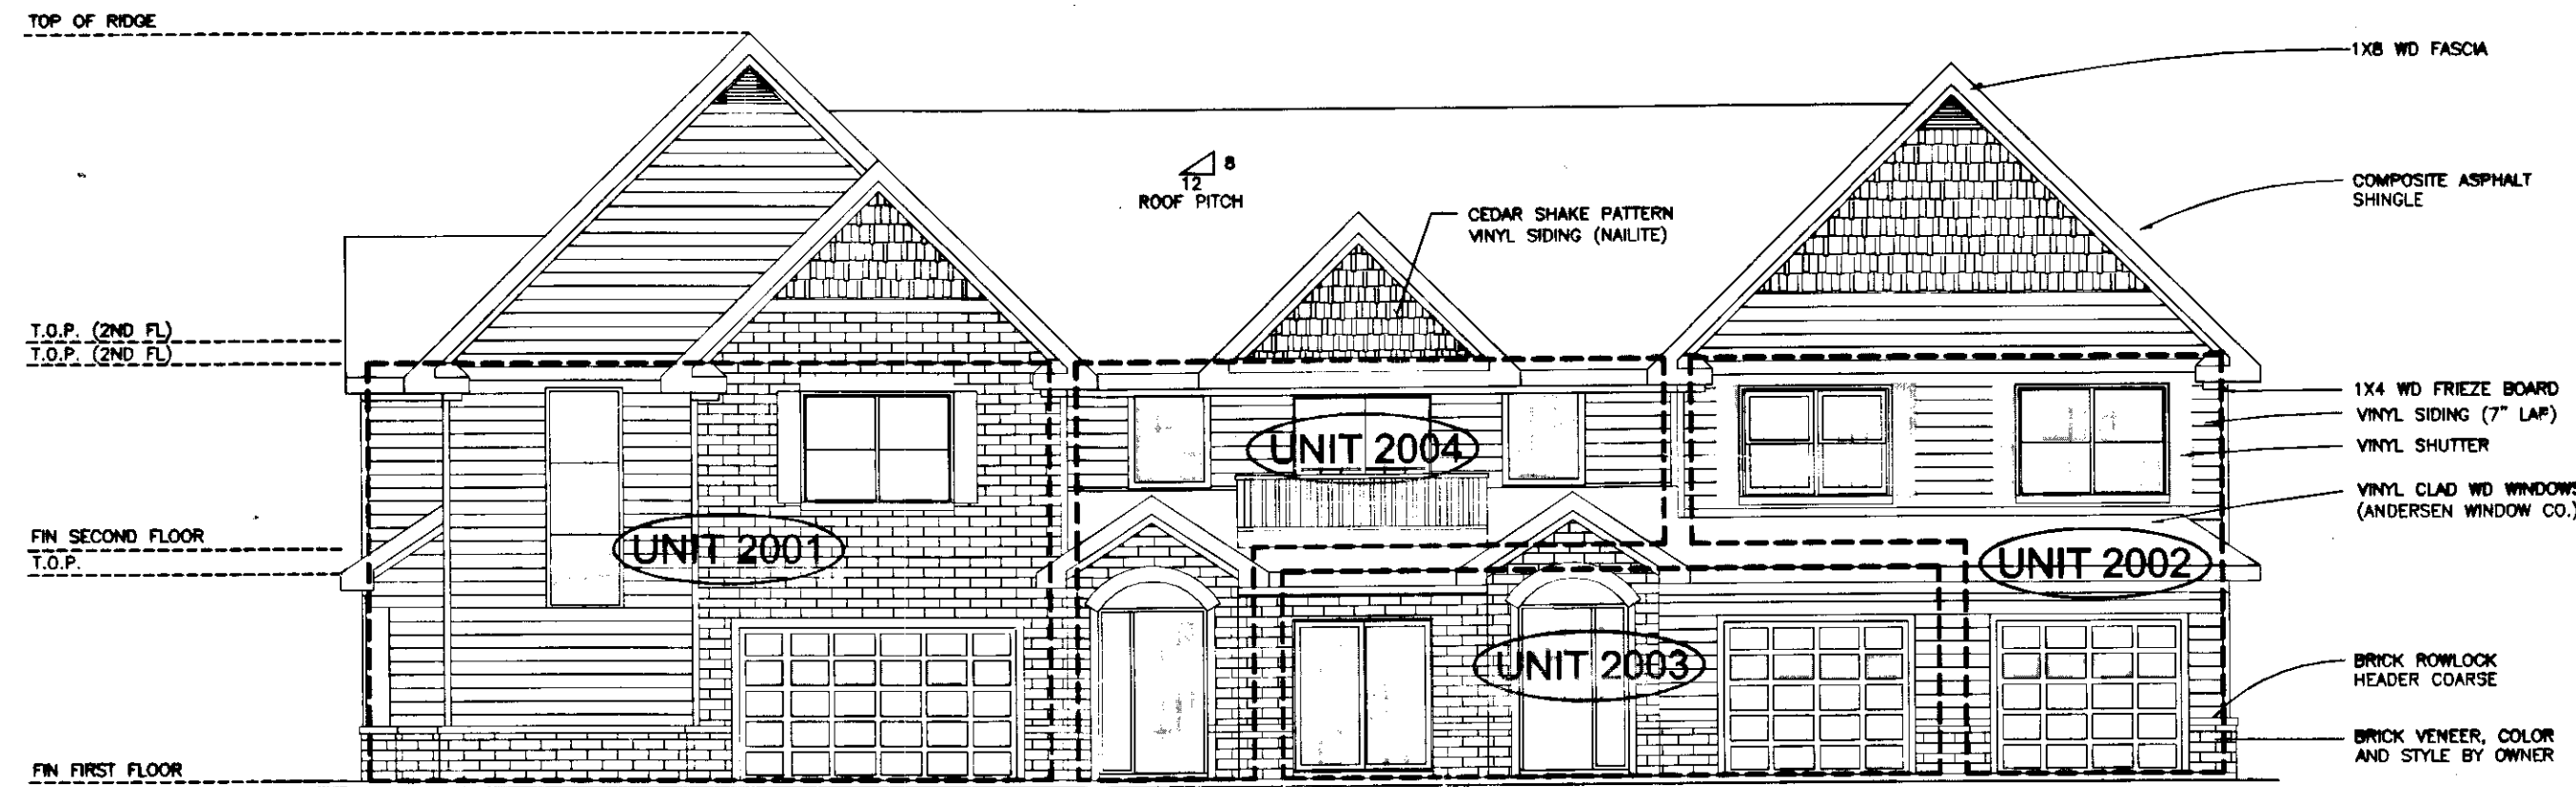 TOP OF RIDGE
1X8 WD FASCIA
8
12
ROOF PITCH
COMPOSITE ASPHALT
SHINGLE
CEDAR SHAKE PATTERN
VINYL SIDING (NAILITE)
T.O.P. (2ND FL)
T.O.P. (2ND FL)
1X4 WD FRIEZE BOARD
VINYL SIDING (7" LAP)
VINYL SHUTTER
UNIT 2004
VINYL CLAD WD WINDOWS
(ANDERSEN WINDOW CO.)
FIN SECOND FLOOR
T.O.P.
UNIT 2001
UNIT 2002
UNIT 2003
BRICK ROWLOCK
HEADER COARSE
BRICK VENEER, COLOR
AND STYLE BY OWNER
FIN FIRST FLOOR